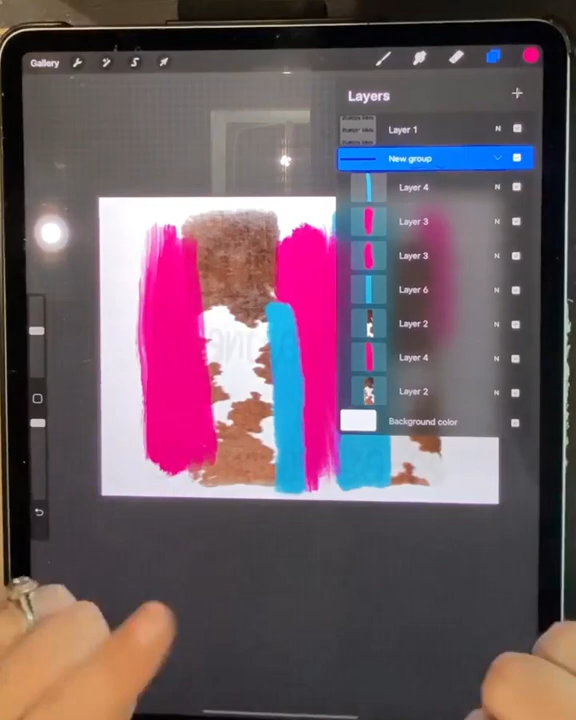 Gallery
Layers
Layer 1 N
New group
Layer 4 N
Layer 3 N
Layer 3 N
Layer 6 N
Layer 2 N
Layer 4 N
Layer 2 N
Background color